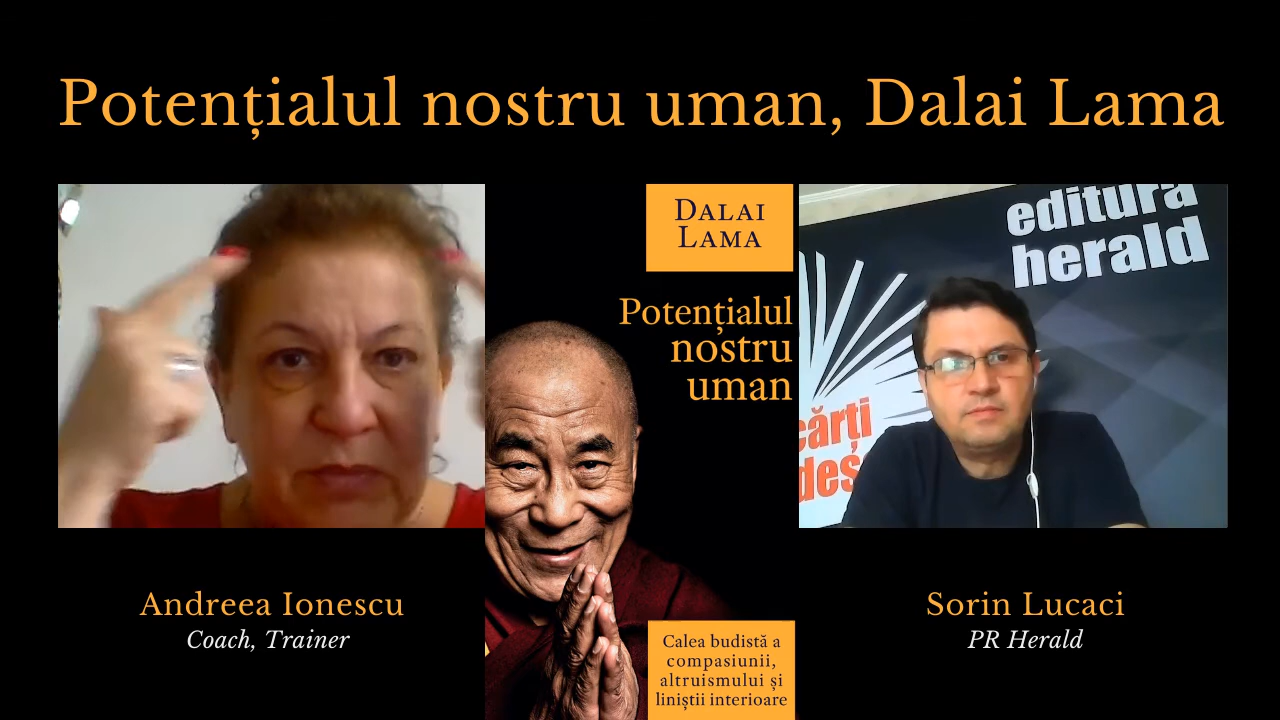 Potențialul nostru uman, Dalai Lama
DALAI
LAMA
Potențialul
nostru
uman
Calea budistă a
compasiunii,
altruismului și
liniștii interioare
editura
herald
cărți
des
Andreea Ionescu
Coach, Trainer
Sorin Lucaci
PR Herald